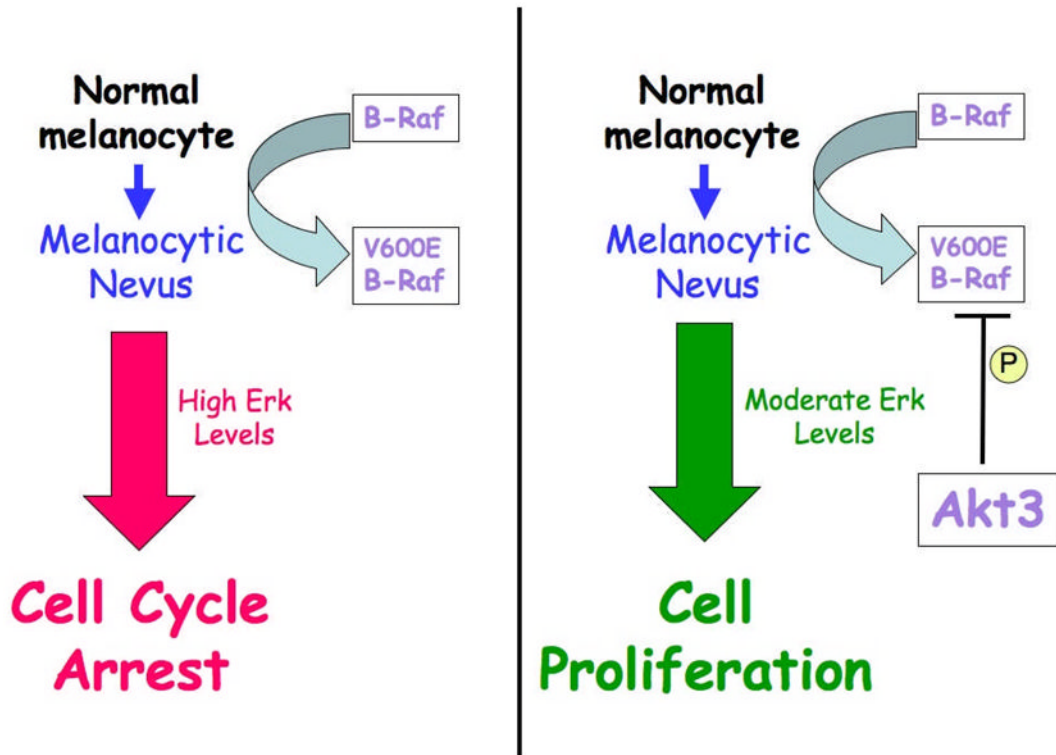 Normal
melanocyte
B-Raf
Melanocytic
Nevus
V600E
B-Raf
High Erk
Levels
Cell Cycle
Arrest
Normal
melanocyte
B-Raf
Melanocytic
Nevus
V600E
B-Raf
P
Moderate Erk
Levels
Akt3
Cell
Proliferation